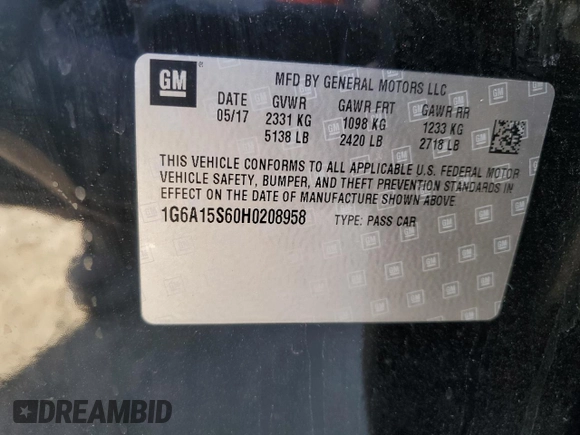 GM
MFD BY GENERAL MOTORS LLC
DATE GVWR GAWR FRT GAWR RR
05/17 2331 KG 1098 KG 1233 KG
5138 LB 2420 LB 2718 LB
THIS VEHICLE CONFORMS TO ALL APPLICABLE U.S. FEDERAL MOTOR
VEHICLE SAFETY, BUMPER, AND THEFT PREVENTION STANDARDS IN
EFFECT ON THE DATE OF MANUFACTURE SHOWN ABOVE
1G6A15S60H0208958 TYPE: PASS CAR
DREAMBID